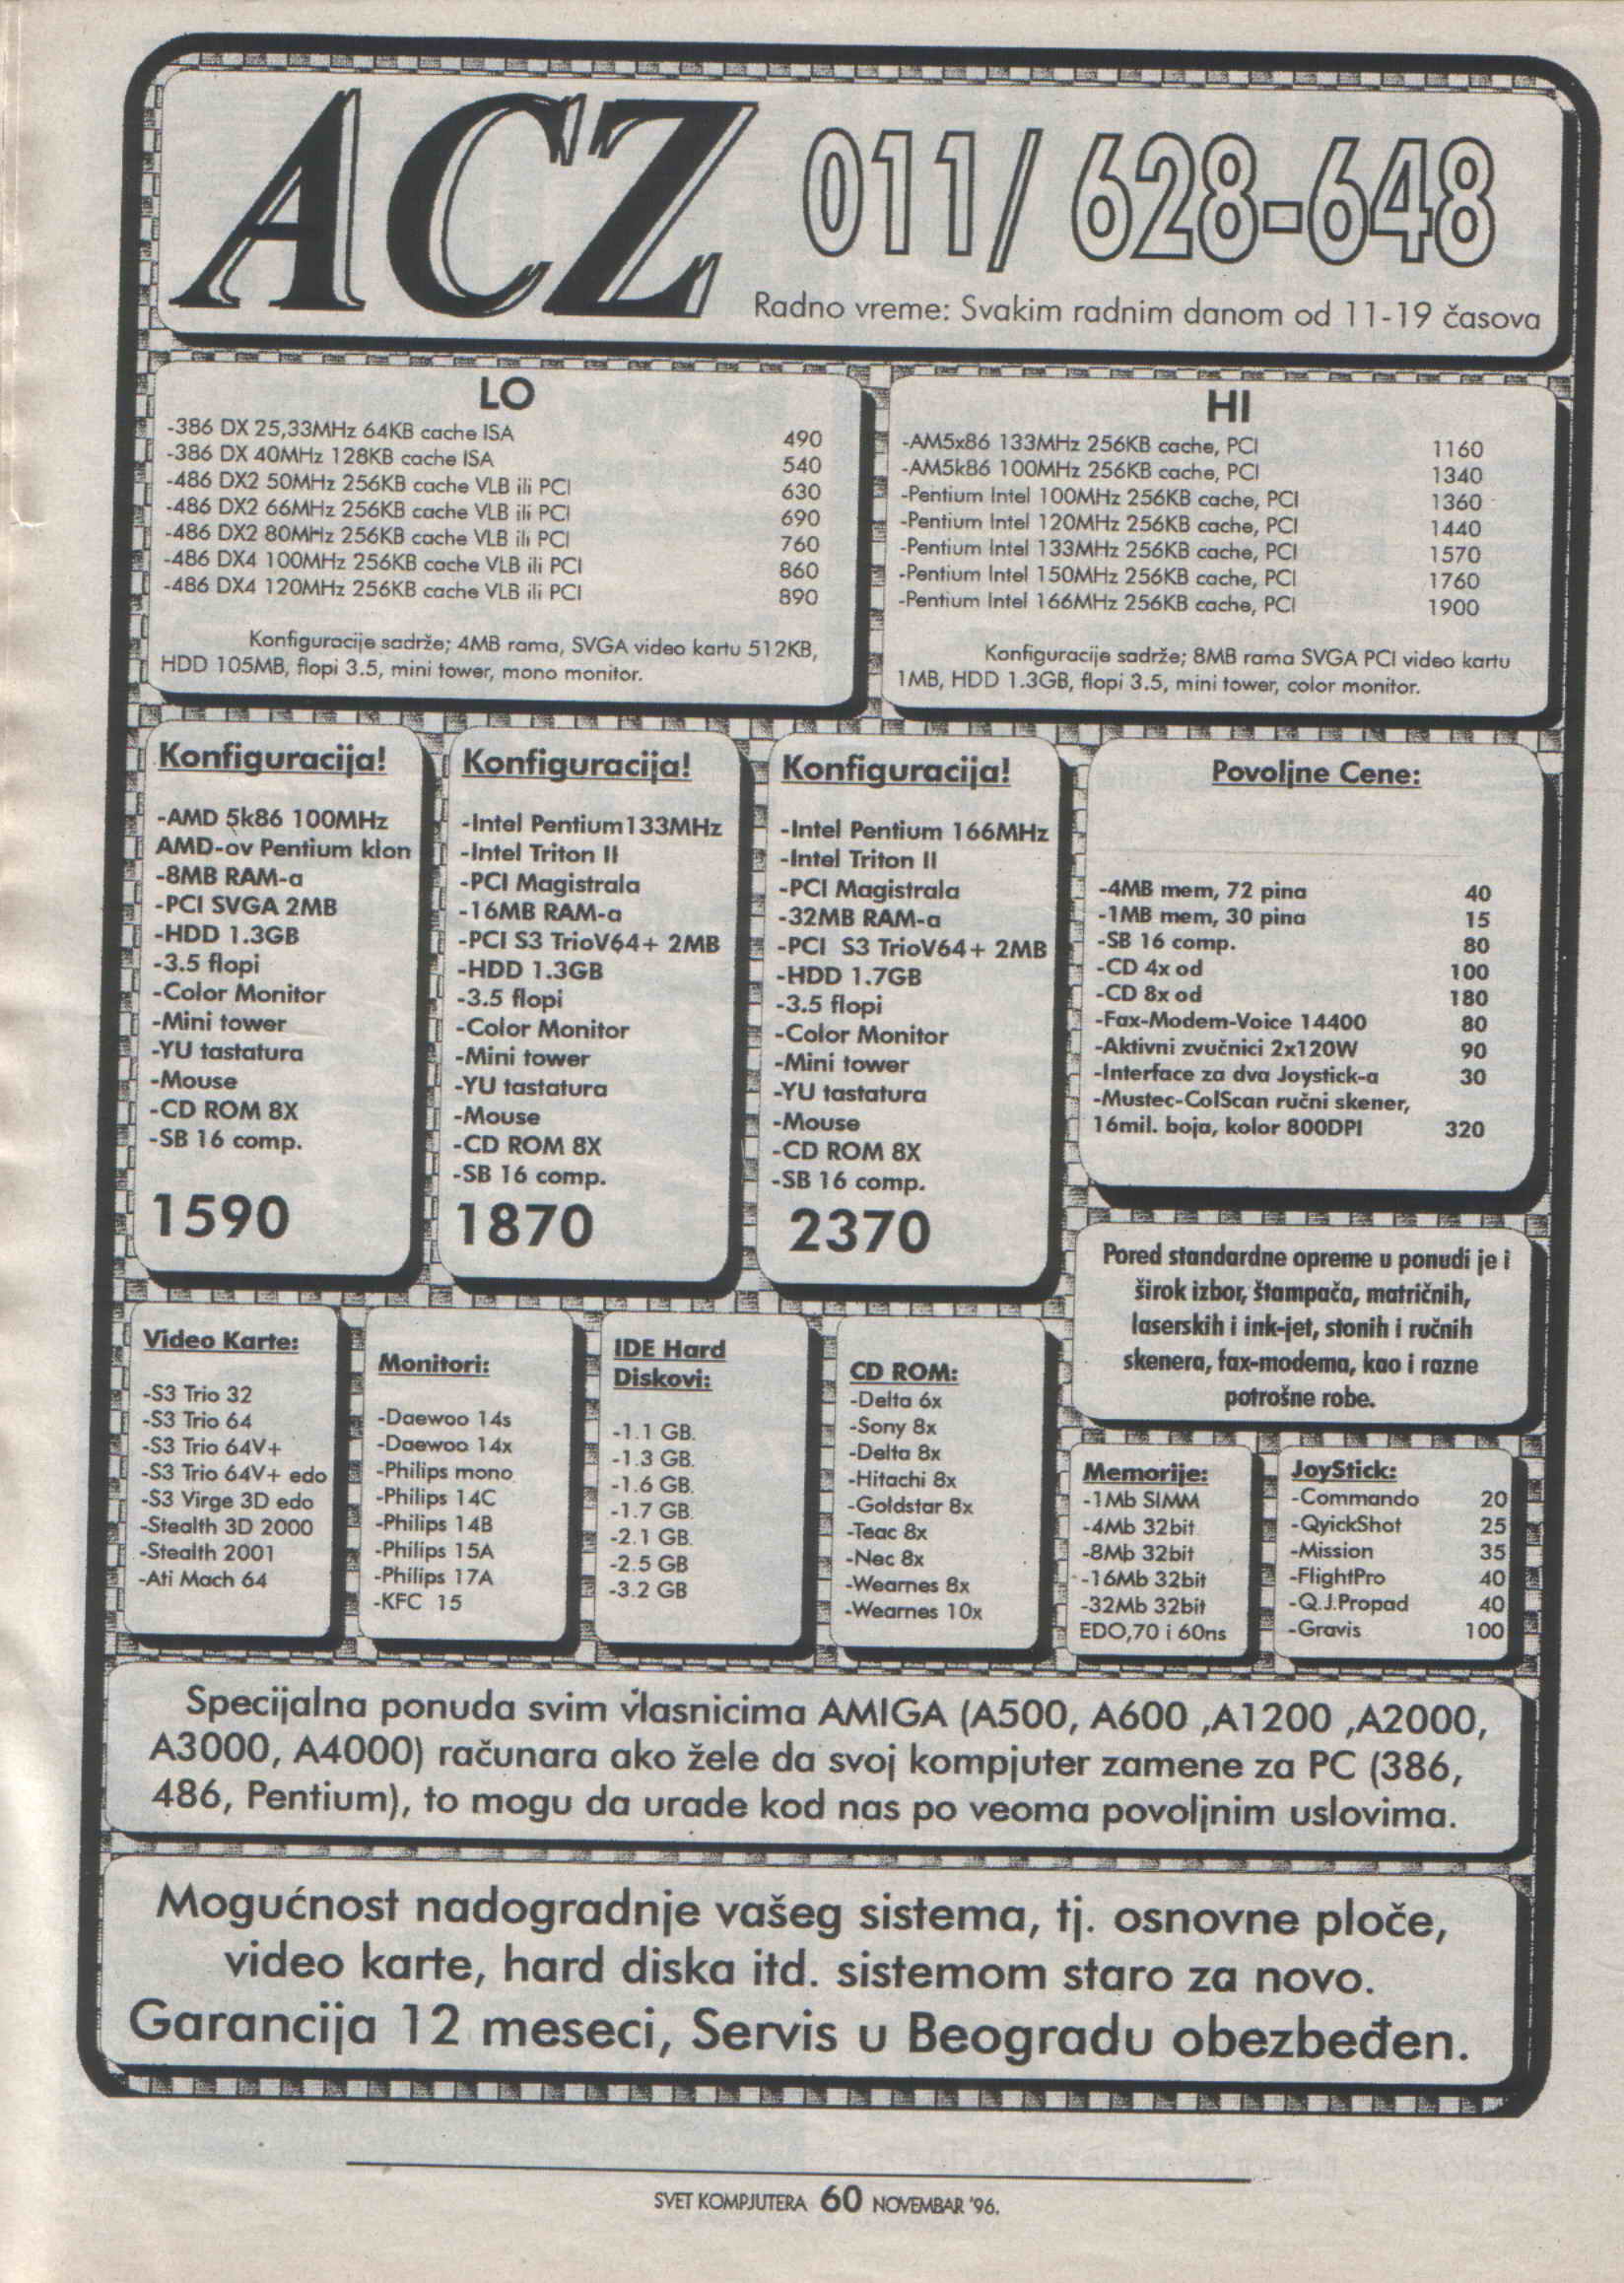 ACZ 011/ 628-648
Radno vreme: Svakim radnim danom od 11-19 časova
LO
-386 DX 25,33MHz 64KB cache ISA 490
-386 DX 40MHz 128KB cache ISA 540
-486 DX2 50MHz 256KB cache VLB ili PCI 630
-486 DX2 66MHz 256KB cache VLB ili PCI 690
-486 DX2 80MHz 256KB cache VLB ili PCI 760
-486 DX4 100MHz 256KB cache VLB ili PCI 860
-486 DX4 120MHz 256KB cache VLB ili PCI 890
Konfiguracije sadrže; 4MB rama, SVGA video kartu 512KB,
HDD 105MB, flopi 3.5, mini tower, mono monitor.
HI
-AM5x86 133MHz 256KB cache, PCI 1160
-AM5k86 100MHz 256KB cache, PCI 1340
-Pentium Intel 100MHz 256KB cache, PCI 1360
-Pentium Intel 120MHz 256KB cache, PCI 1440
-Pentium Intel 133MHz 256KB cache, PCI 1570
-Pentium Intel 150MHz 256KB cache, PCI 1760
-Pentium Intel 166MHz 256KB cache, PCI 1900
Konfiguracije sadrže; 8MB rama SVGA PCI video kartu
1MB, HDD 1.3GB, flopi 3.5, mini tower, color monitor.
Konfiguracija!
-AMD 5k86 100MHz
AMD-ov Pentium klon
-8MB RAM-a
-PCI SVGA 2MB
-HDD 1.3GB
-3.5 flopi
-Color Monitor
-Mini tower
-YU tastatura
-Mouse
-CD ROM 8X
-SB 16 comp.
1590
Konfiguracija!
-Intel Pentium133MHz
-Intel Triton II
-PCI Magistrala
-16MB RAM-a
-PCI S3 TrioV64+ 2MB
-HDD 1.3GB
-3.5 flopi
-Color Monitor
-Mini tower
-YU tastatura
-Mouse
-CD ROM 8X
-SB 16 comp.
1870
Konfiguracija!
-Intel Pentium 166MHz
-Intel Triton II
-PCI Magistrala
-32MB RAM-a
-PCI S3 TrioV64+ 2MB
-HDD 1.7GB
-3.5 flopi
-Color Monitor
-Mini tower
-YU tastatura
-Mouse
-CD ROM 8X
-SB 16 comp.
2370
Povoljne Cene:
-4MB mem, 72 pina 40
-1MB mem, 30 pina 15
-SB 16 comp. 80
-CD 4x od 100
-CD 8x od 180
-Fax-Modem-Voice 14400 80
-Aktivni zvučnici 2x120W 90
-Interface za dva Joystick-a 30
-Mustec-ColScan ručni skener,
16mil. boja, kolor 800DPI 320
Pored standardne opreme u ponudi je i
širok izbor, štampača, matričnih,
laserskih i ink-jet, stonih i ručnih
skenera, fax-modema, kao i razne
potrošne robe.
Video Karte:
-S3 Trio 32
-S3 Trio 64
-S3 Trio 64V+
-S3 Trio 64V+ edo
-S3 Virge 3D edo
-Stealth 3D 2000
-Stealth 2001
-Ati Mach 64
Monitori:
-Daewoo 14s
-Daewoo 14x
-Philips mono
-Philips 14C
-Philips 14B
-Philips 15A
-Philips 17A
-KFC 15
IDE Hard
Diskovi:
-1.1 GB.
-1.3 GB.
-1.6 GB.
-1.7 GB.
-2.1 GB.
-2.5 GB
-3.2 GB
CD ROM:
-Delta 6x
-Sony 8x
-Delta 8x
-Hitachi 8x
-Goldstar 8x
-Teac 8x
-Nec 8x
-Wearnes 8x
-Wearnes 10x
Memorije:
-1Mb SIMM
-4Mb 32bit
-8Mb 32bit
-16Mb 32bit
-32Mb 32bit
EDO,70 i 60ns
JoyStick:
-Commando 20
-QyickShot 25
-Mission 35
-FlightPro 40
-Q.J.Propad 40
-Gravis 100
Specijalna ponuda svim vlasnicima AMIGA (A500, A600 ,A1200 ,A2000,
A3000, A4000) računara ako žele da svoj kompjuter zamene za PC (386,
486, Pentium), to mogu da urade kod nas po veoma povoljnim uslovima.
Mogućnost nadogradnje vašeg sistema, tj. osnovne ploče,
video karte, hard diska itd. sistemom staro za novo.
Garancija 12 meseci, Servis u Beogradu obezbeđen.
SVET KOMPJUTERA 60 NOVEMBAR '96.